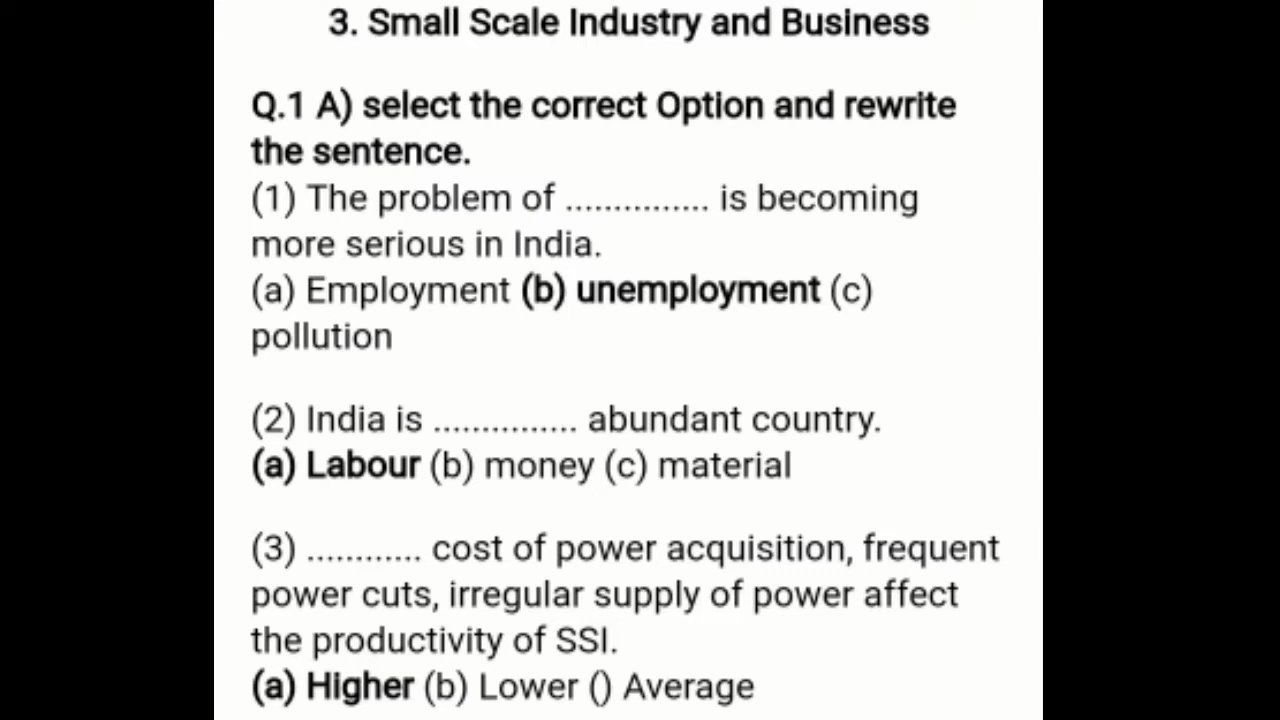 3. Small Scale Industry and Business
Q.1 A) select the correct Option and rewrite
the sentence.
(1) The problem of ............... is becoming
more serious in India.
(a) Employment (b) unemployment (c)
pollution
(2) India is ............... abundant country.
(a) Labour (b) money (c) material
(3) ............ cost of power acquisition, frequent
power cuts, irregular supply of power affect
the productivity of SSI.
(a) Higher (b) Lower () Average